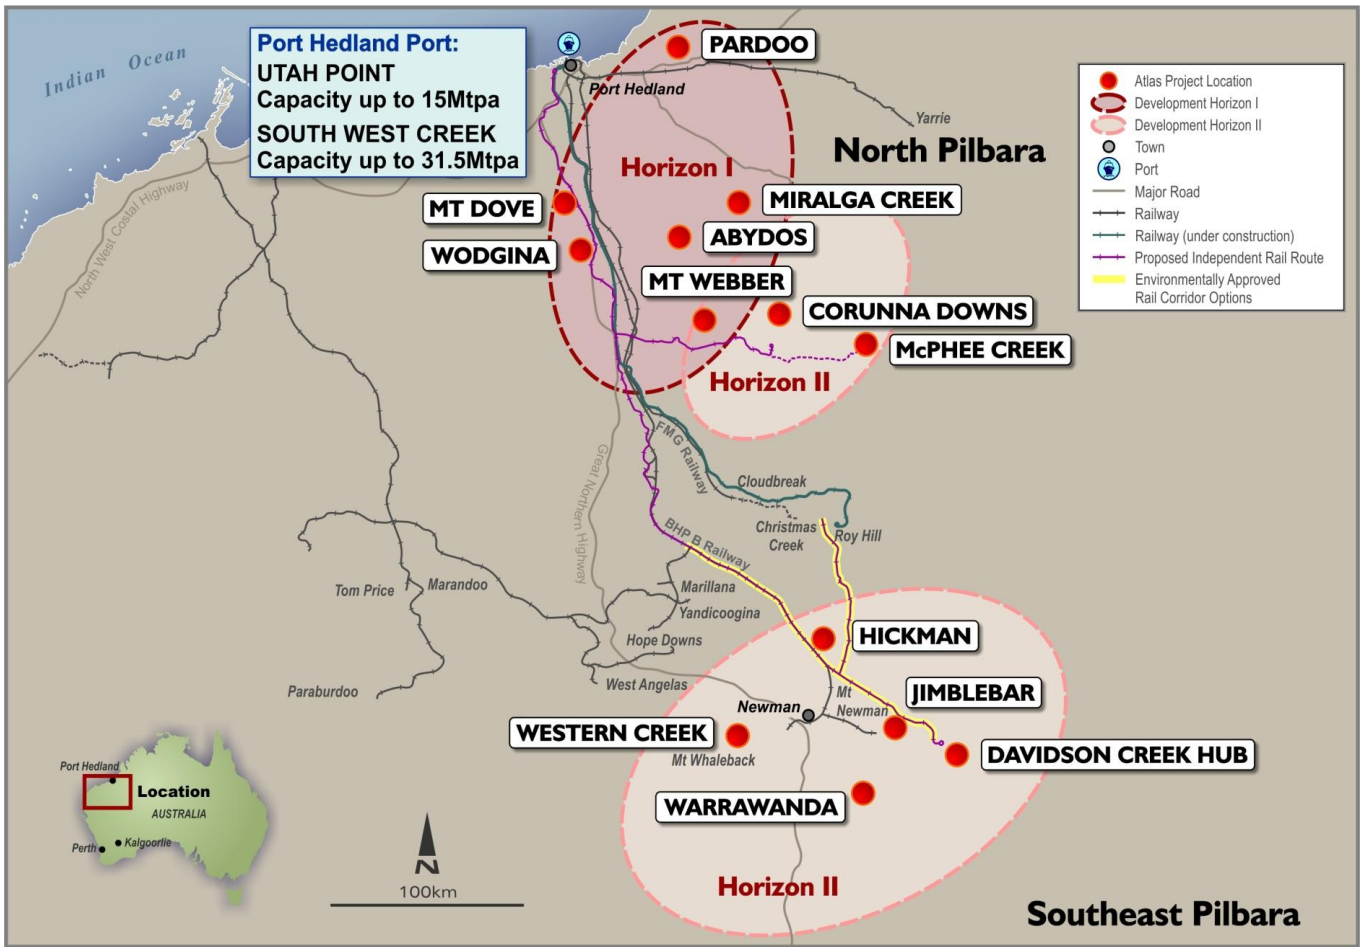 Indian Ocean
Port Hedland Port:
UTAH POINT
Capacity up to 15Mtpa
SOUTH WEST CREEK
Capacity up to 31.5Mtpa
PARDOO
Port Hedland
Yarrie
North Pilbara
Atlas Project Location
Development Horizon I
Development Horizon II
Town
Port
Major Road
Railway
Railway (under construction)
Proposed Independent Rail Route
Environmentally Approved
Rail Corridor Options
North West Costal Highway
Horizon I
MT DOVE
MIRALGA CREEK
WODGINA
ABYDOS
MT WEBBER
CORUNNA DOWNS
McPHEE CREEK
Horizon II
Great Northern Highway
FMG Railway
Cloudbreak
Christmas
Creek
Roy Hill
BHP B Railway
Tom Price
Marandoo
Marillana
Yandicoogina
Hope Downs
West Angelas
Paraburdoo
HICKMAN
Mt
Newman
JIMBLEBAR
Newman
WESTERN CREEK
Mt Whaleback
DAVIDSON CREEK HUB
WARRAWANDA
Horizon II
Southeast Pilbara
Port Hedland
Location
AUSTRALIA
Kalgoorlie
Perth
N
100km